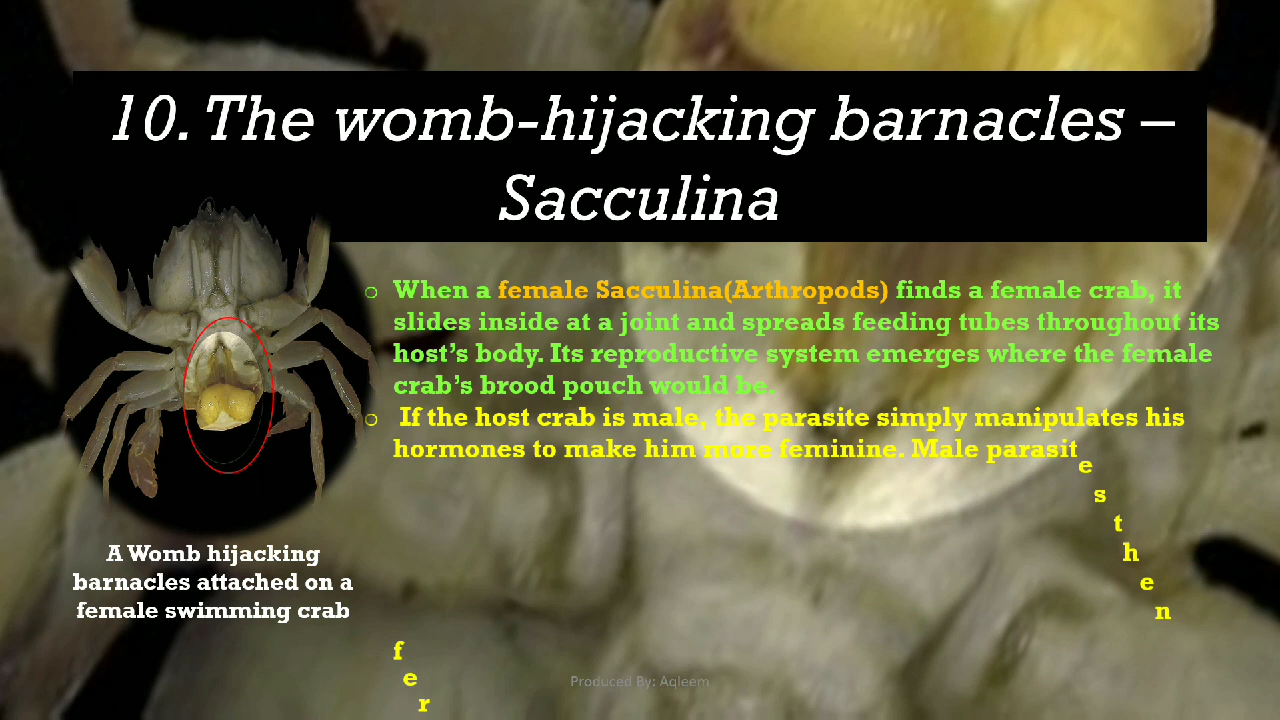 10. The womb-hijacking barnacles –
Sacculina
○ When a female Sacculina(Arthropods) finds a female crab, it
slides inside at a joint and spreads feeding tubes throughout its
host’s body. Its reproductive system emerges where the female
crab’s brood pouch would be.
○ If the host crab is male, the parasite simply manipulates his
hormones to make him more feminine. Male parasites then
fer
A Womb hijacking
barnacles attached on a
female swimming crab
Produced By: Aqleem